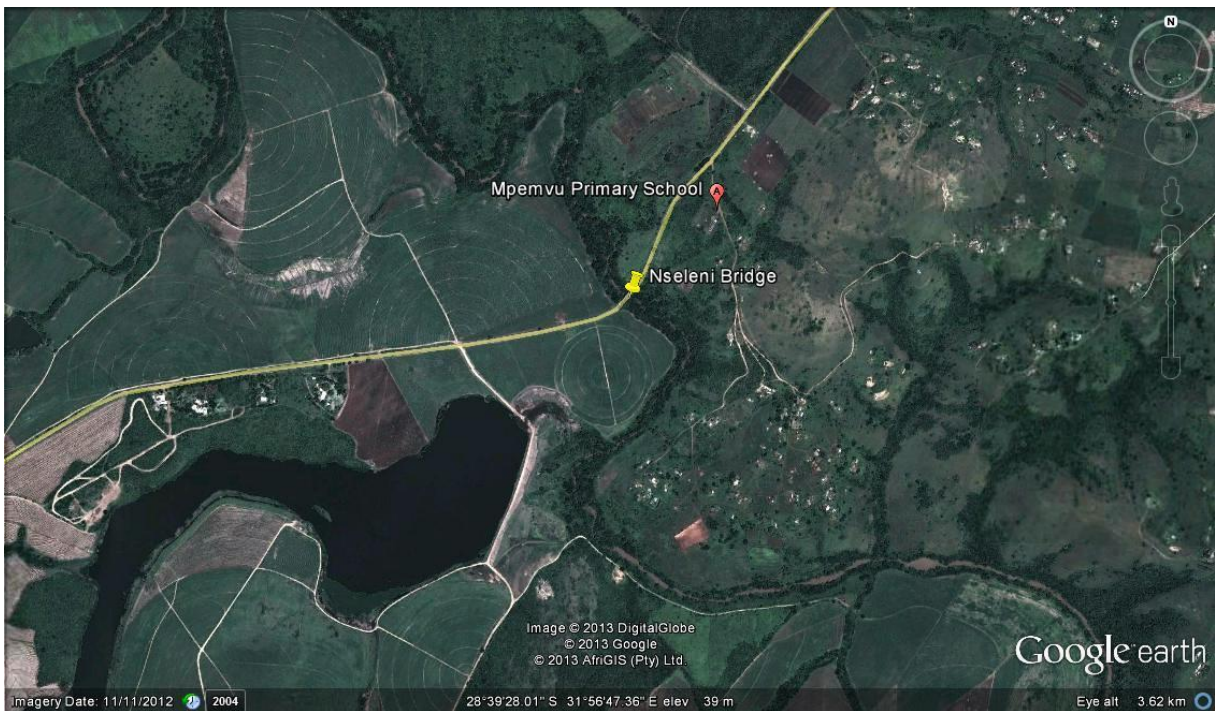 N
Mpemvu Primary School
A
Nseleni Bridge
Image © 2013 DigitalGlobe
© 2013 Google
© 2013 AfriGIS (Pty) Ltd.
Google earth
Imagery Date: 11/11/2012 2004 28°39'28.01" S 31°56'47.36" E elev 39 m Eye alt 3.62 km